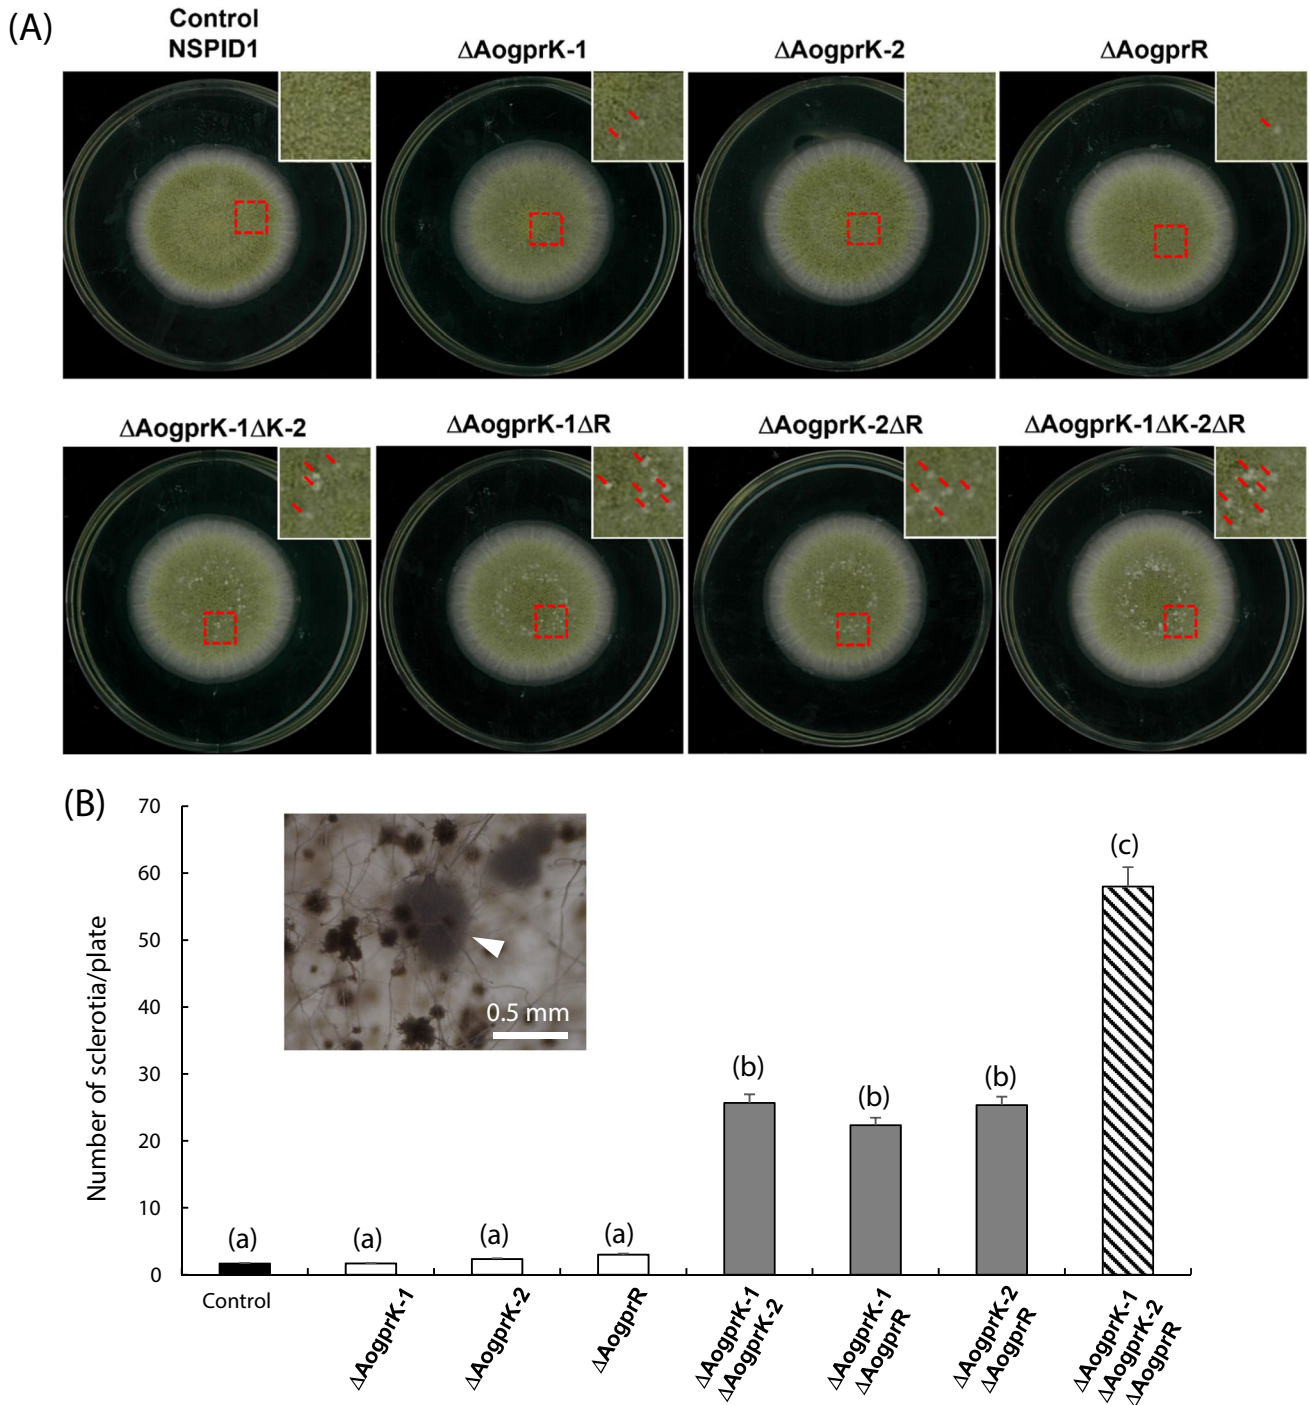 (A)
Control
NSPID1
ΔAogprK-1
ΔAogprK-2
ΔAogprR
ΔAogprK-1ΔK-2
ΔAogprK-1ΔR
ΔAogprK-2ΔR
ΔAogprK-1ΔK-2ΔR
(B)
Number of sclerotia/plate
70
60
50
40
30
20
10
0
0.5 mm
(a)
(a)
(a)
(a)
(b)
(b)
(b)
(c)
Control
ΔAogprK-1
ΔAogprK-2
ΔAogprR
ΔAogprK-1
ΔAogprK-2
ΔAogprK-1
ΔAogprR
ΔAogprK-2
ΔAogprR
ΔAogprK-1
ΔAogprK-2
ΔAogprR